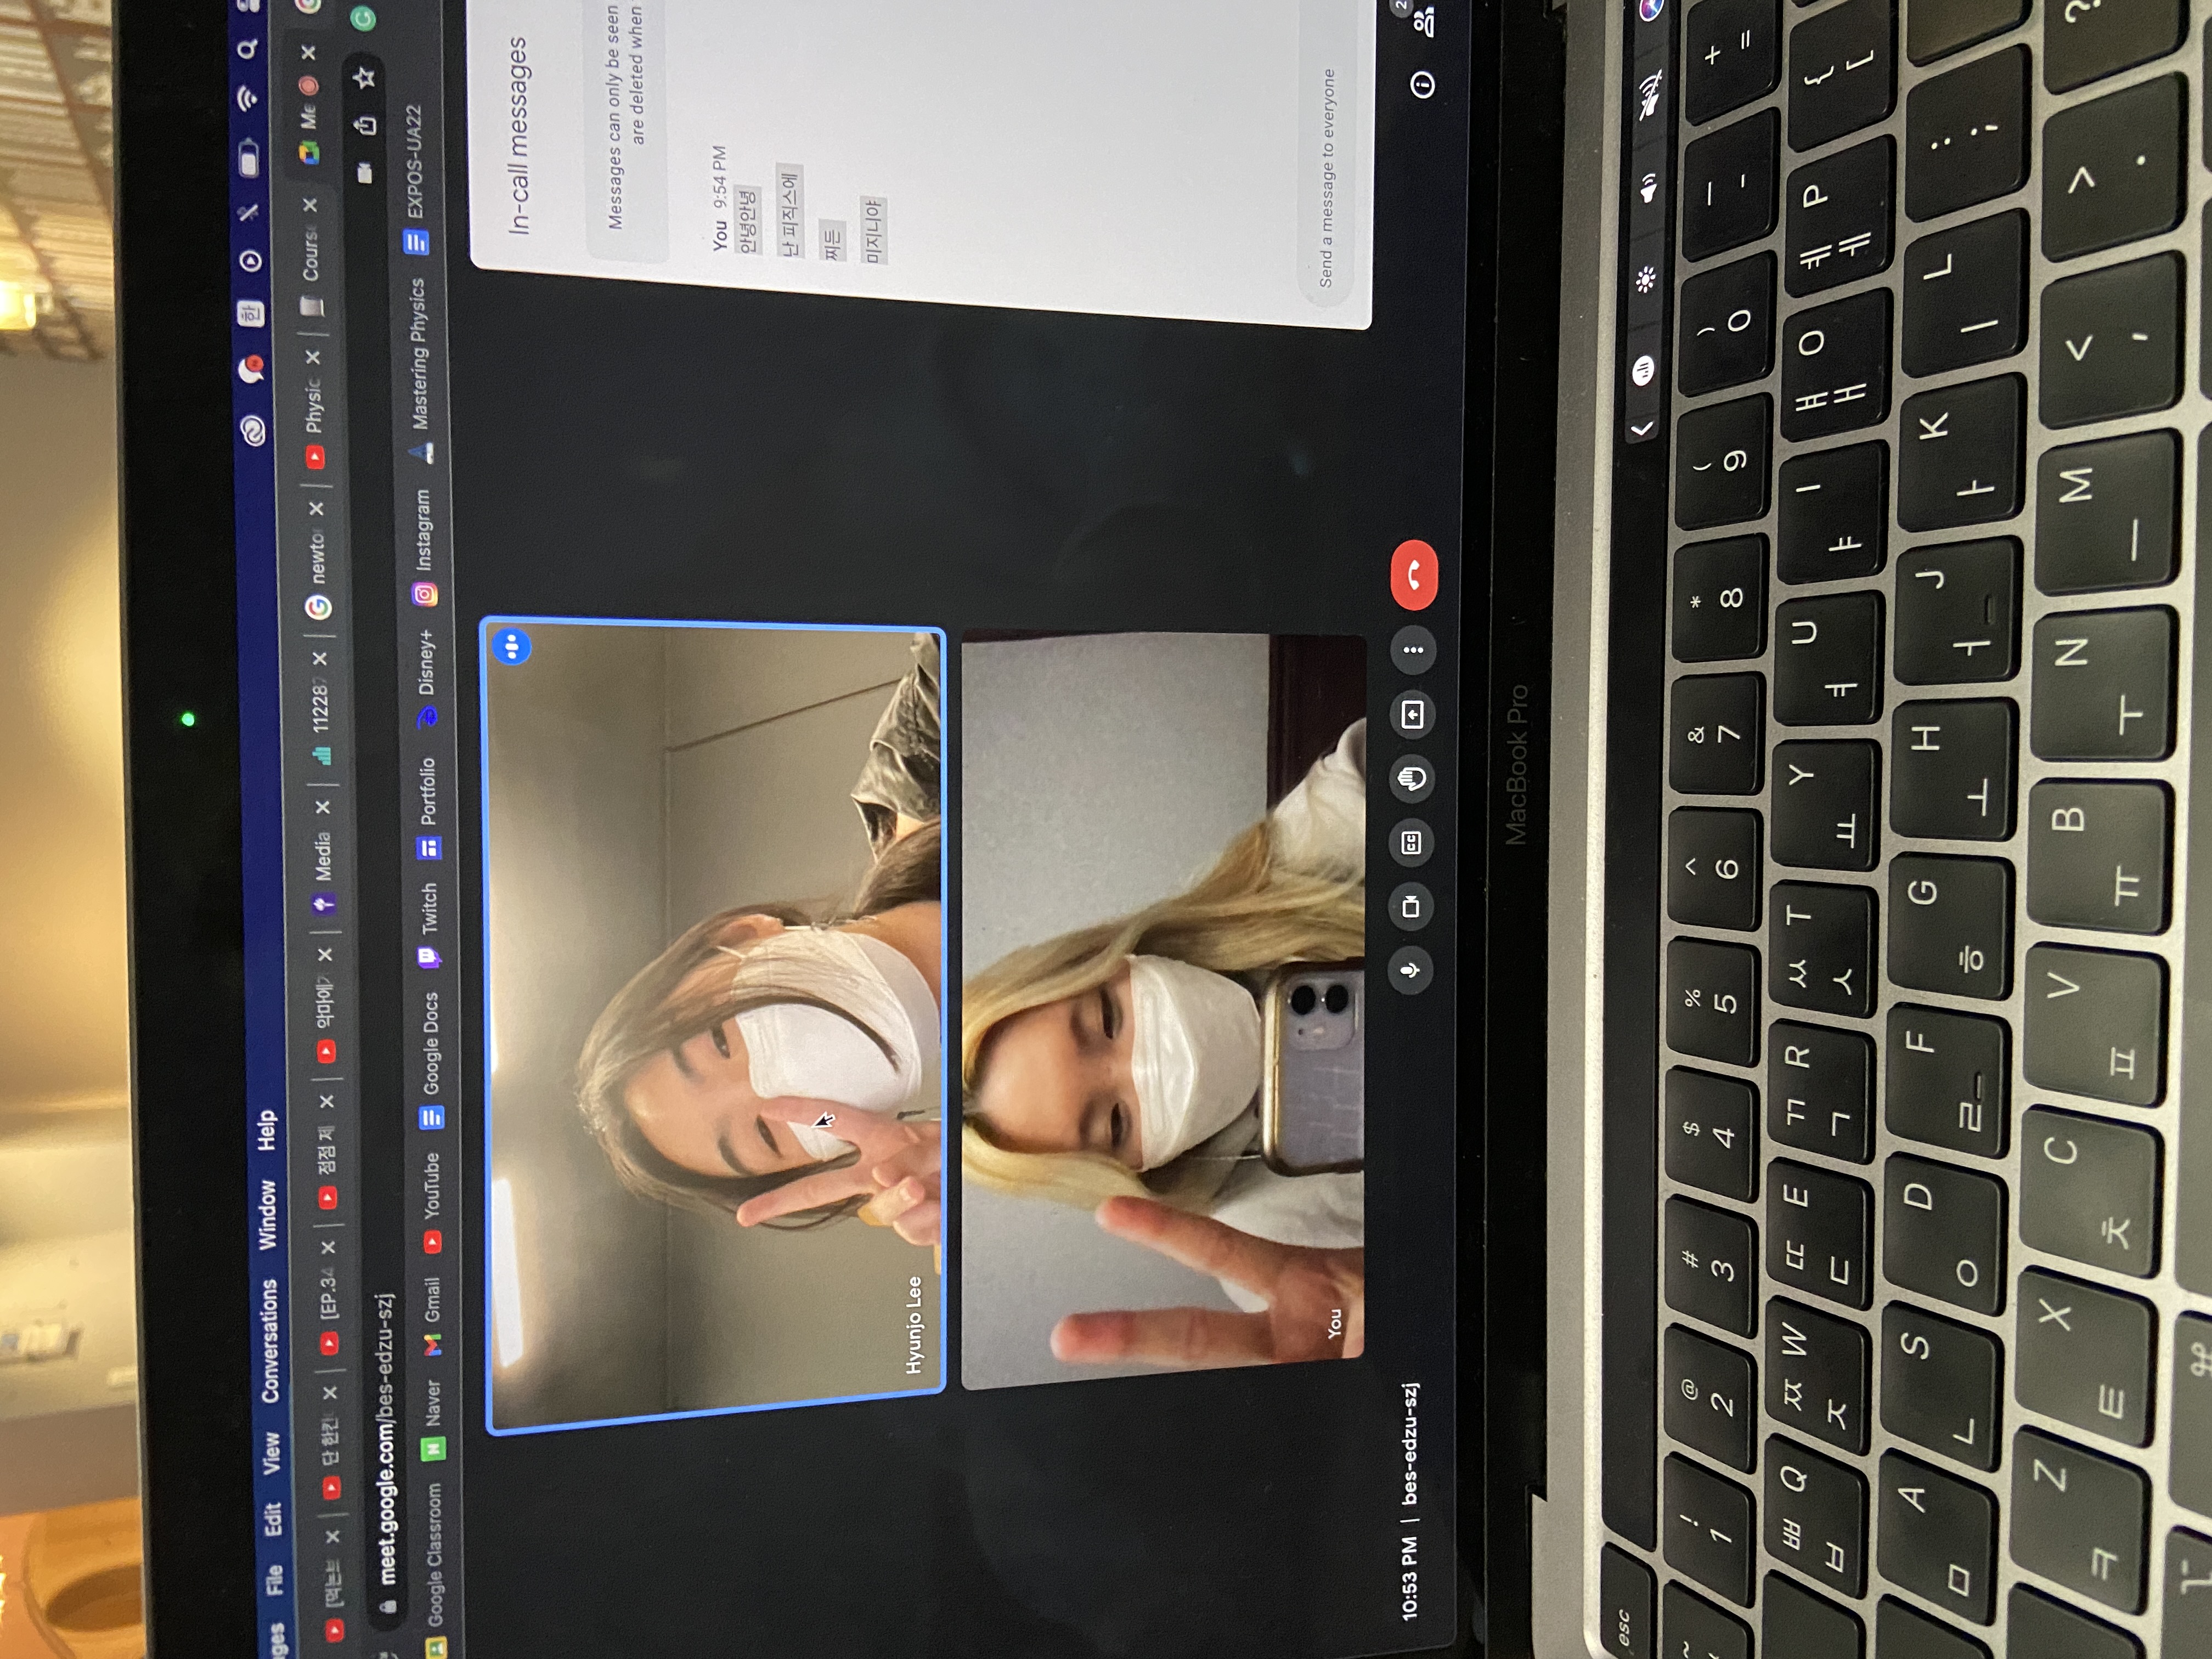 ges File Edit View Conversations Window Help 한
[먹는브 단 한칸 [EP.34 점점 제 악마에 Media 11228 newto Physic Cours Me
meet.google.com/bes-edzu-szj
Google Classroom Naver Gmail YouTube Google Docs Twitch Portfolio Disney+ Instagram Mastering Physics EXPOS-UA22
In-call messages
Messages can only be seen
are deleted when
You 9:54 PM
안녕안녕
난 피직스에
찌든
미지니야
Hyunjo Lee
You
Send a message to everyone
10:53 PM | bes-edzu-szj
CC
2
MacBook Pro
esc
~ ! @ # $ % ^ & * ( ) — +
1 2 3 4 5 6 7 8 9 0 - =
ㅃ Q ㅉ W ㄸ E ㄲ R ㅆ T Y U I ㅒ O ㅖ P {
ㅂ ㅈ ㄷ ㄱ ㅅ ㅛ ㅕ ㅑ ㅐ ㅔ [
A S D F G H J K L :
ㅁ ㄴ ㅇ ㄹ ㅎ ㅗ ㅓ ㅏ ㅣ ;
Z X C V B N M < > ?
ㅋ ㅌ ㅊ ㅍ ㅠ ㅜ ㅡ , .
⌥ ⌘